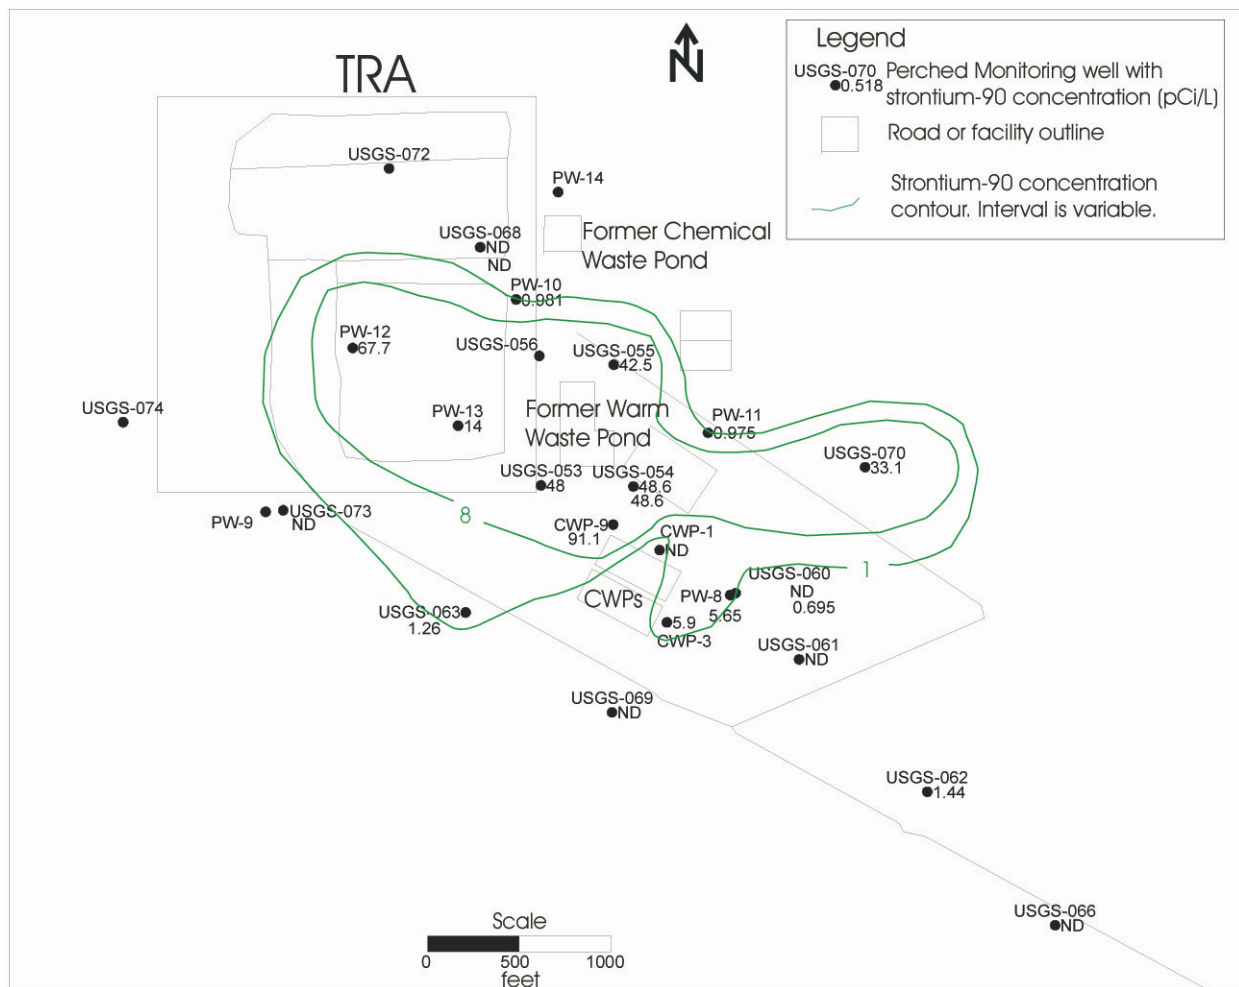 TRA
N
Legend
USGS-070
0.518
Perched Monitoring well with
strontium-90 concentration (pCi/L)
Road or facility outline
Strontium-90 concentration
contour. Interval is variable.
USGS-072
PW-14
USGS-068
ND
ND
Former Chemical
Waste Pond
PW-10
0.981
PW-12
67.7
USGS-056
USGS-055
42.5
USGS-074
PW-13
14
Former Warm
Waste Pond
PW-11
0.975
USGS-070
33.1
USGS-053
48
USGS-054
48.6
48.6
8
PW-9
USGS-073
ND
CWP-9
91.1
CWP-1
ND
1
USGS-060
ND
0.695
PW-8
5.65
CWPs
USGS-063
1.26
5.9
CWP-3
USGS-061
ND
USGS-069
ND
USGS-062
1.44
USGS-066
ND
Scale
0 500 1000
feet